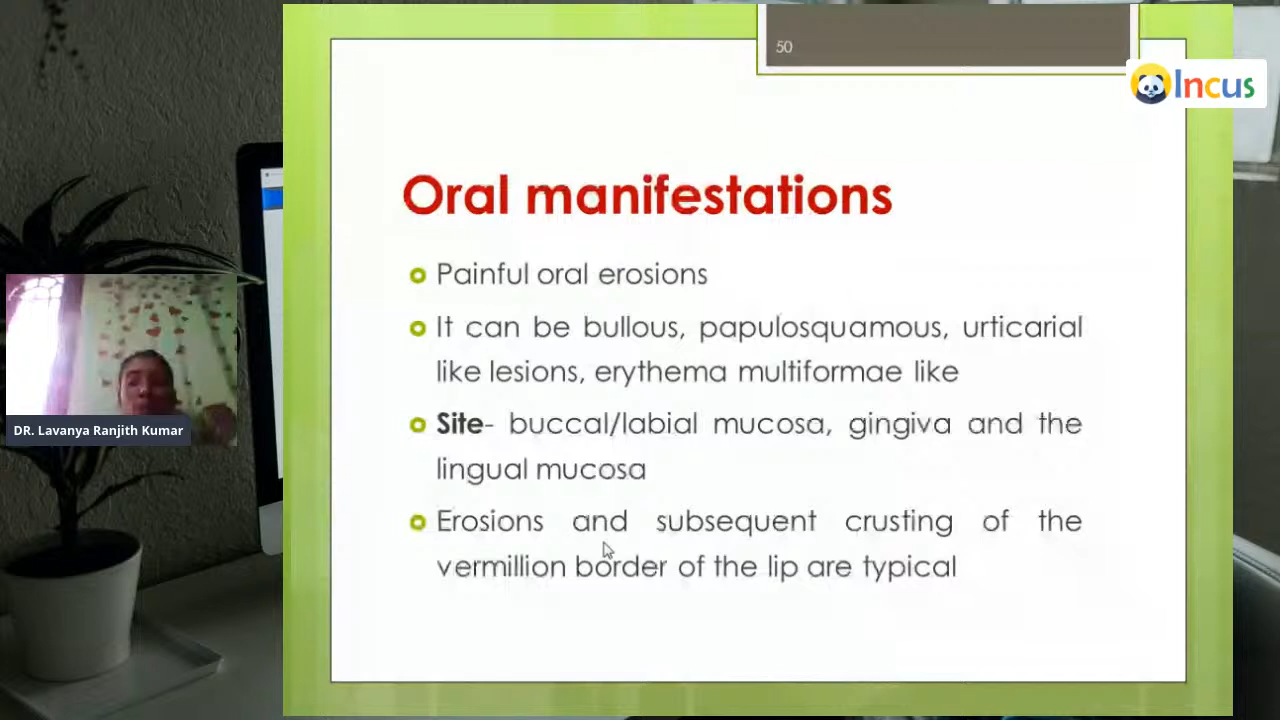 50
Incus
Oral manifestations
Painful oral erosions
It can be bullous, papulosquamous, urticarial
like lesions, erythema multiformae like
Site- buccal/labial mucosa, gingiva and the
lingual mucosa
Erosions and subsequent crusting of the
vermillion border of the lip are typical
DR. Lavanya Ranjith Kumar